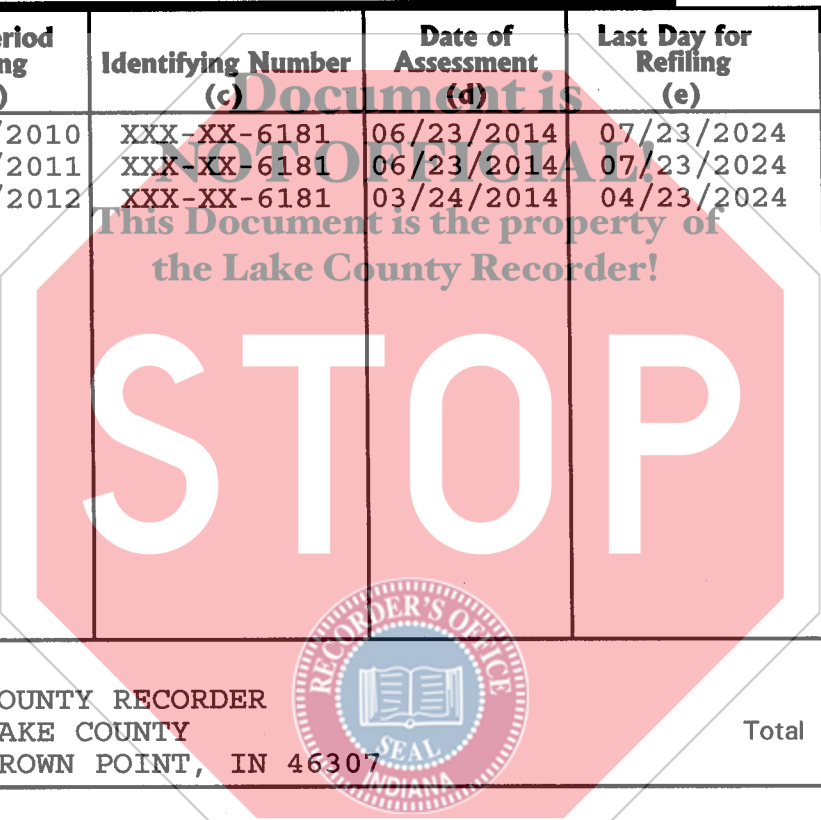 eriod
ng
)
Identifying Number
(c)
Date of
Assessment
(d)
Last Day for
Refiling
(e)
Document is
/2010 XXX-XX-6181 06/23/2014 07/23/2024
NOT OFFICIAL!
/2011 XXX-XX-6181 06/23/2014 07/23/2024
/2012 XXX-XX-6181 03/24/2014 04/23/2024
This Document is the property of
the Lake County Recorder!
STOP
RECORDER'S OFFICE
SEAL
INDIANA
OUNTY RECORDER
AKE COUNTY
Total
ROWN POINT, IN 46307